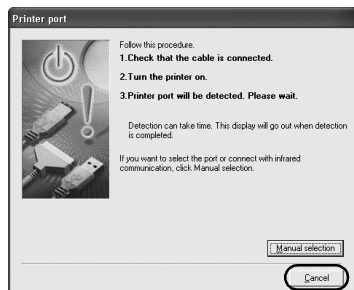 Printer port
Follow this procedure.
1.Check that the cable is connected.
2.Turn the printer on.
3.Printer port will be detected. Please wait.
Detection can take time. This display will go out when detection
is completed.
If you want to select the port or connect with infrared
communication, click Manual selection.
Manual selection
Cancel